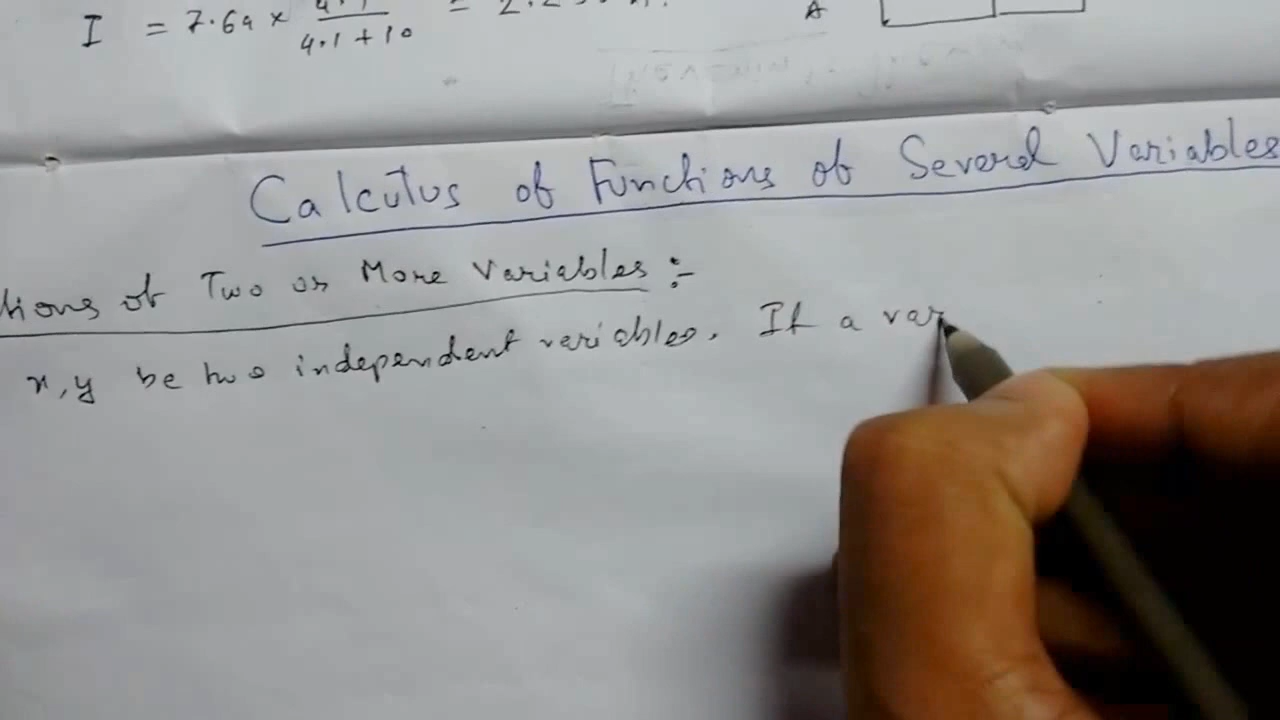 I = 7.69 × 4.1 / 4.1 + 10 =
A
Calculus of Functions of Several Variables
tions of Two or More Variables :-
x, y be two independent variables. If a var